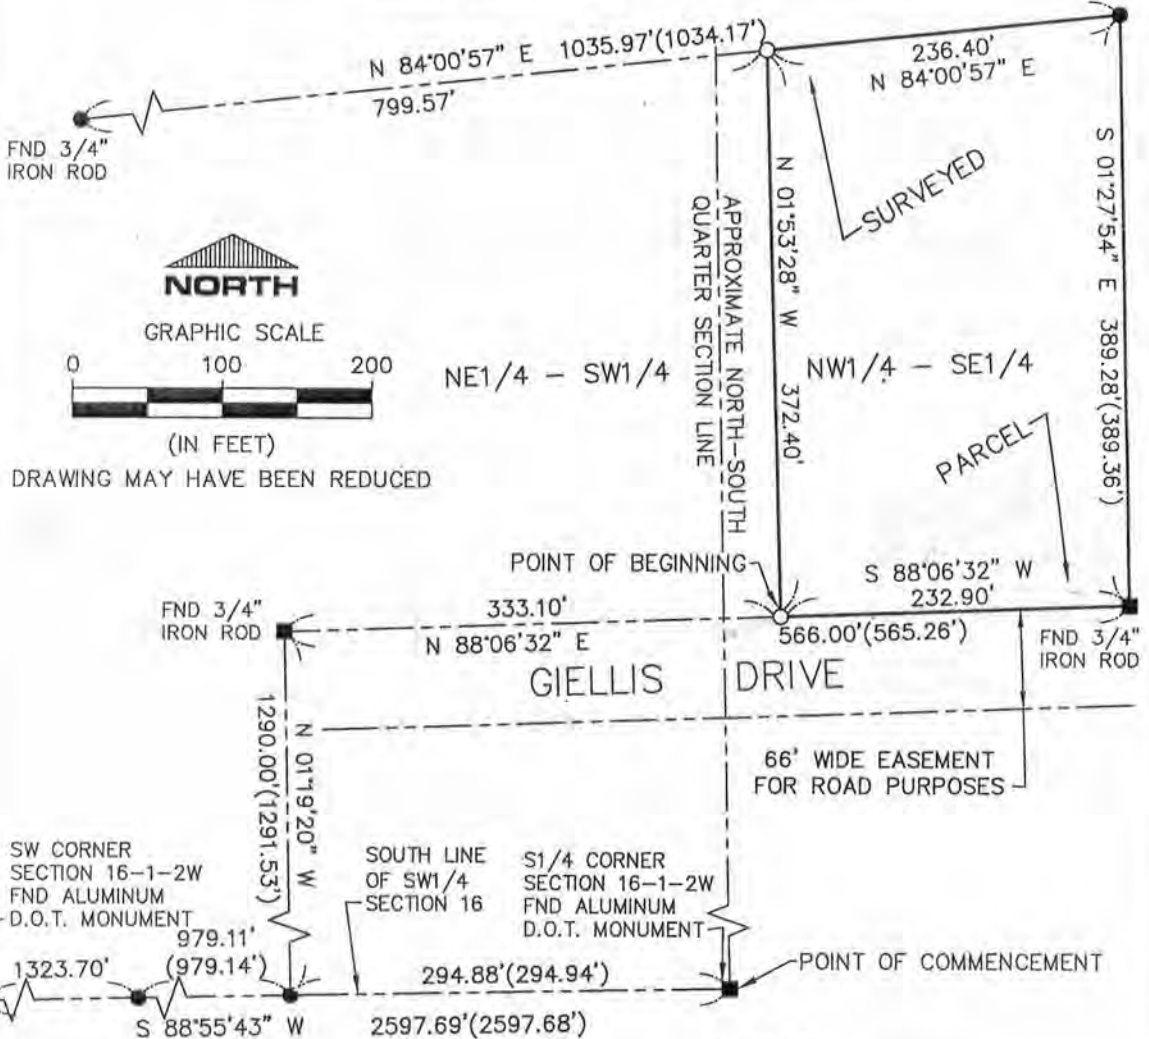 N 84°00'57" E 1035.97'(1034.17')
799.57'
236.40'
N 84°00'57" E
FND 3/4"
IRON ROD
SURVEYED
S 01°27'54" E 389.28'(389.36')
N 01°53'28" W 372.40'
APPROXIMATE NORTH-SOUTH
QUARTER SECTION LINE
NORTH
GRAPHIC SCALE
0 100 200
(IN FEET)
DRAWING MAY HAVE BEEN REDUCED
NE1/4 - SW1/4
NW1/4 - SE1/4
PARCEL
POINT OF BEGINNING
S 88°06'32" W
232.90'
FND 3/4"
IRON ROD
333.10'
N 88°06'32" E
566.00'(565.26')
FND 3/4"
IRON ROD
GIELLIS DRIVE
66' WIDE EASEMENT
FOR ROAD PURPOSES
N 01°19'20" W
1290.00'(1291.53')
SW CORNER
SECTION 16-1-2W
FND ALUMINUM
D.O.T. MONUMENT
SOUTH LINE
OF SW1/4
SECTION 16
S1/4 CORNER
SECTION 16-1-2W
FND ALUMINUM
D.O.T. MONUMENT
979.11'
(979.14')
1323.70'
294.88'(294.94')
POINT OF COMMENCEMENT
S 88°55'43" W 2597.69'(2597.68')